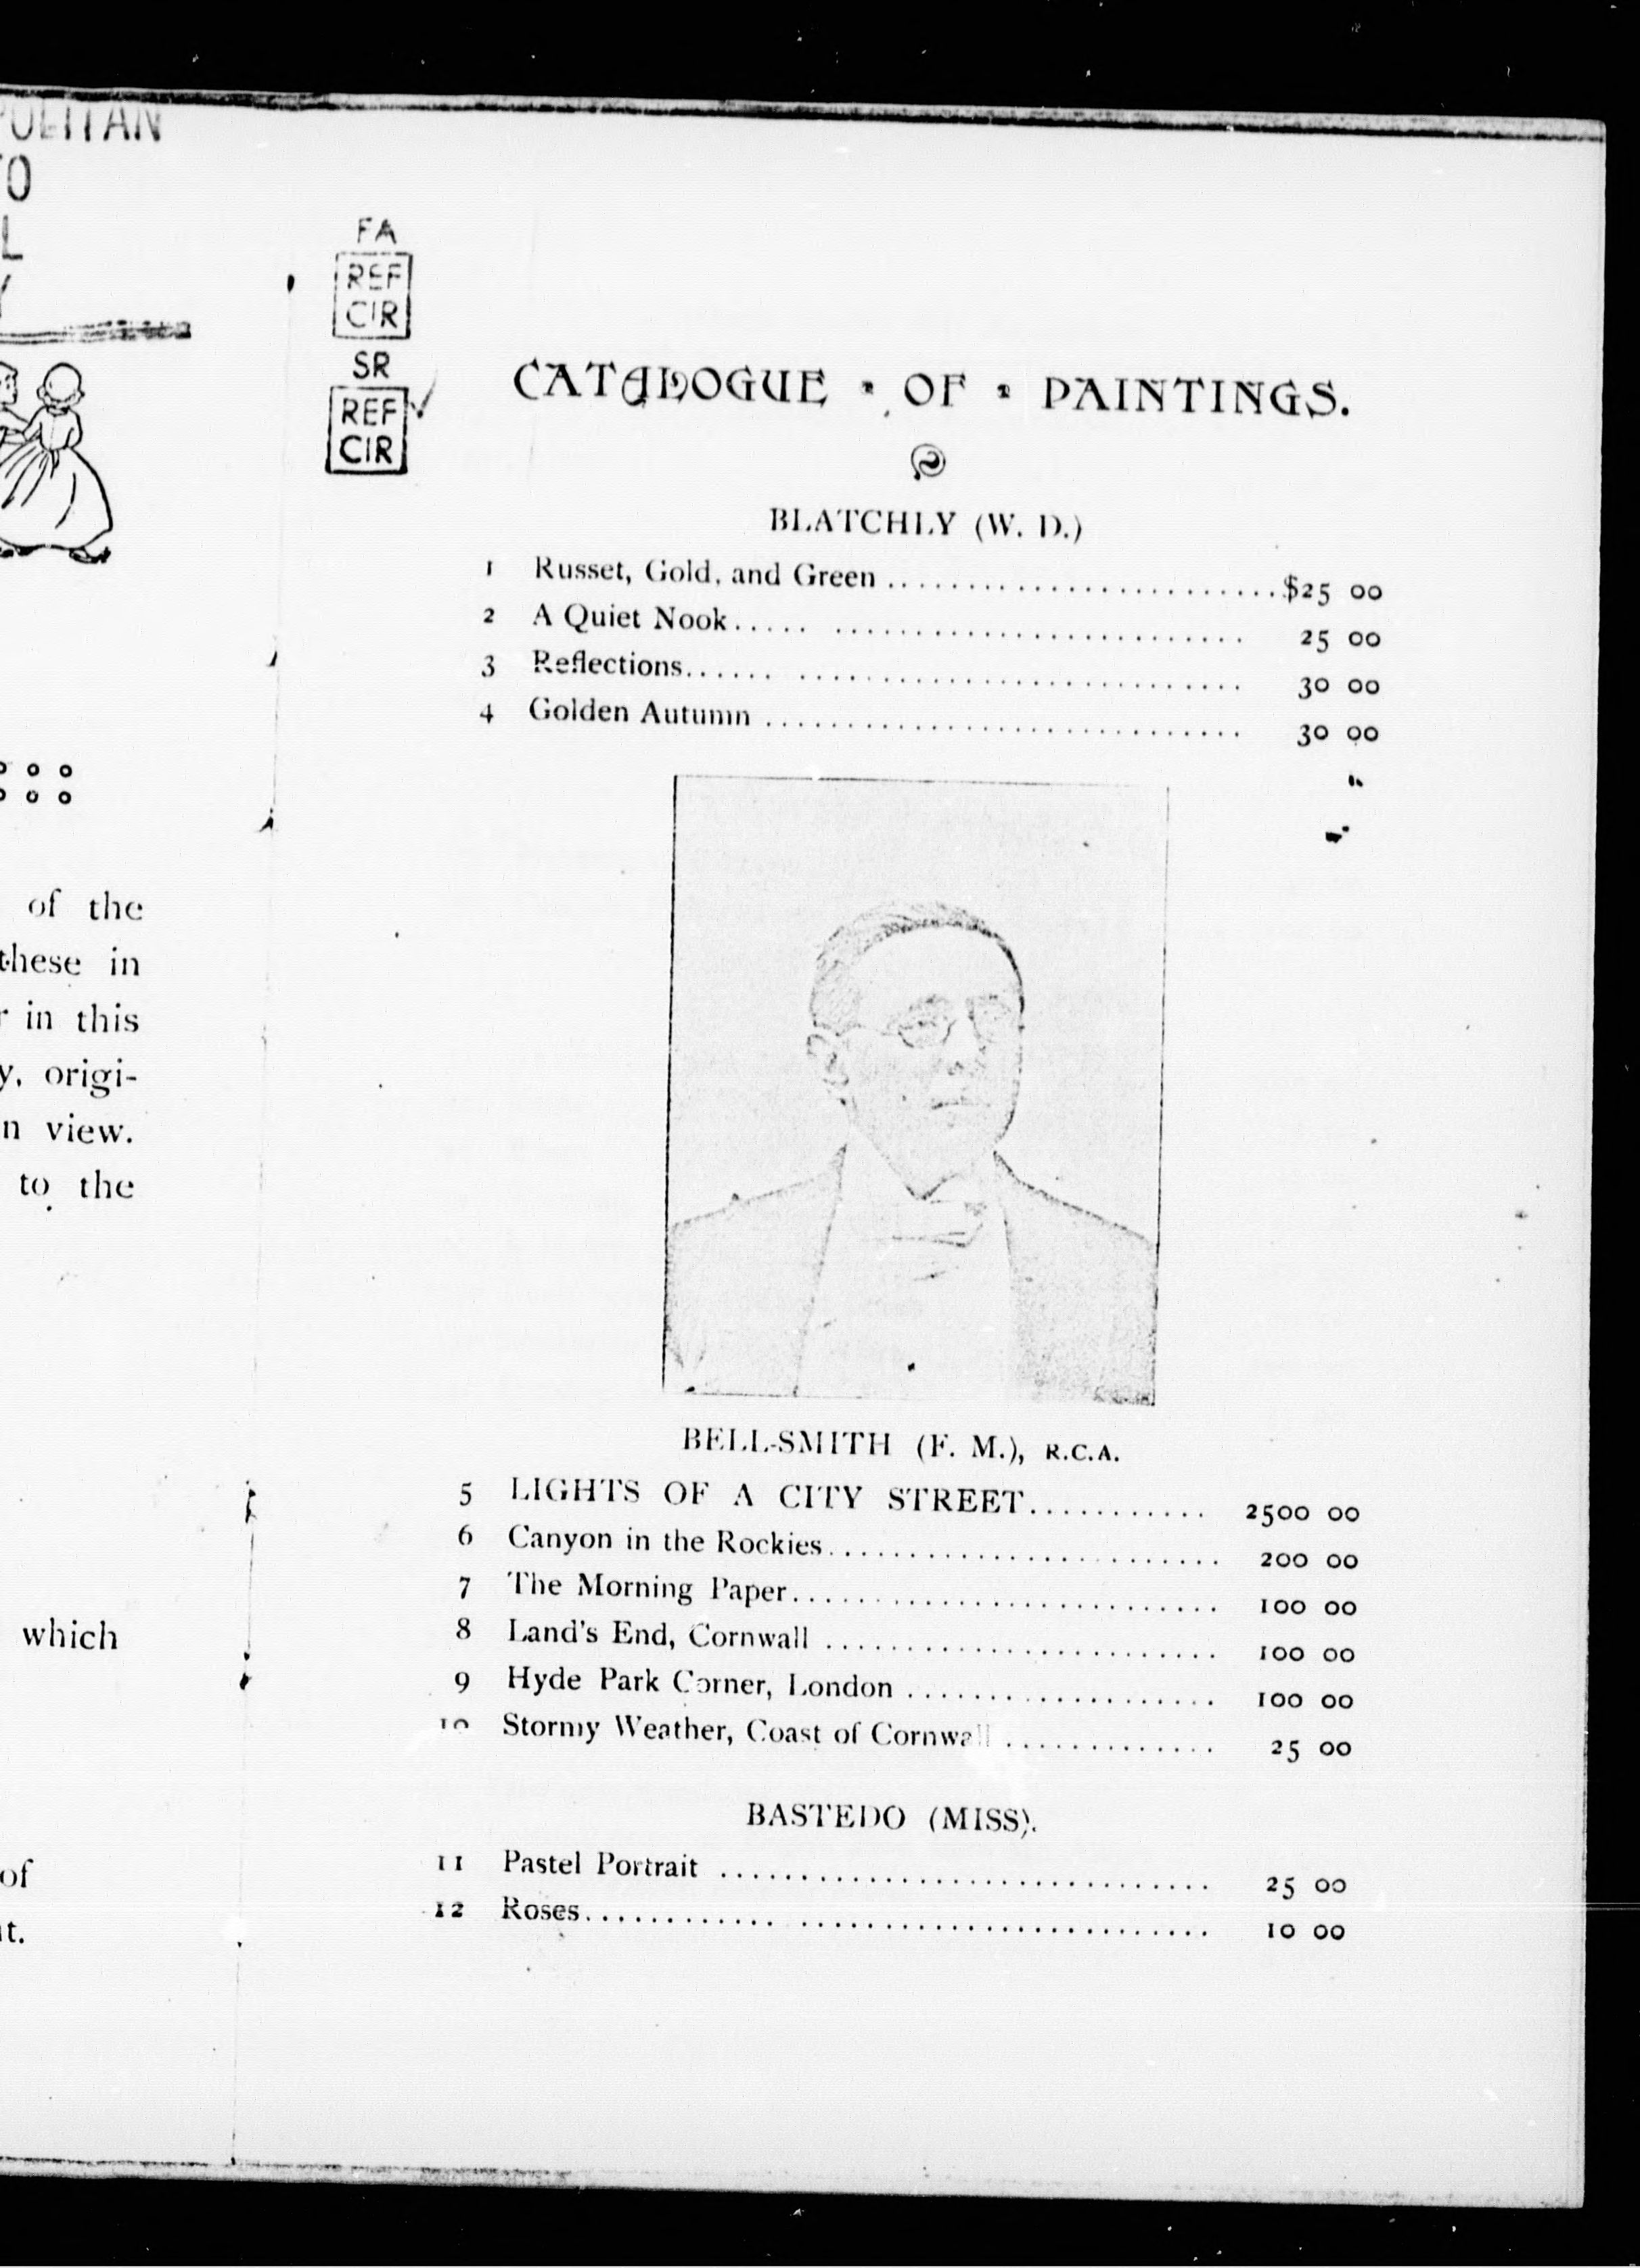 TO
L
Y
of the
these in
r in this
y, origi-
n view.
to the
which
of
t.
FA
REF
CIR
SR
REF
CIR
CATALOGUE • OF • PAINTINGS.
BLATCHLY (W. D.)
1 Russet, Gold, and Green ............................ $25 00
2 A Quiet Nook..... .......................... 25 00
3 Reflections...... ............................ 30 00
4 Golden Autumn .............................. 30 00
BELL-SMITH (F. M.), R.C.A.
5 LIGHTS OF A CITY STREET........... 2500 00
6 Canyon in the Rockies........................ 200 00
7 The Morning Paper........................... 100 00
8 Land's End, Cornwall ........................ 100 00
9 Hyde Park Corner, London ................... 100 00
10 Stormy Weather, Coast of Cornwall ............. 25 00
BASTEDO (MISS).
11 Pastel Portrait .............................. 25 00
12 Roses............ .......................... 10 00